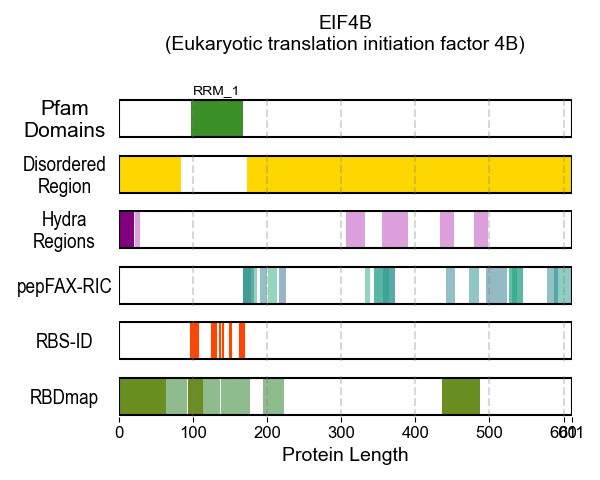 EIF4B
(Eukaryotic translation initiation factor 4B)
RRM_1
Pfam
Domains
Disordered
Region
Hydra
Regions
pepFAX-RIC
RBS-ID
RBDmap
0 100 200 300 400 500 600 611
Protein Length